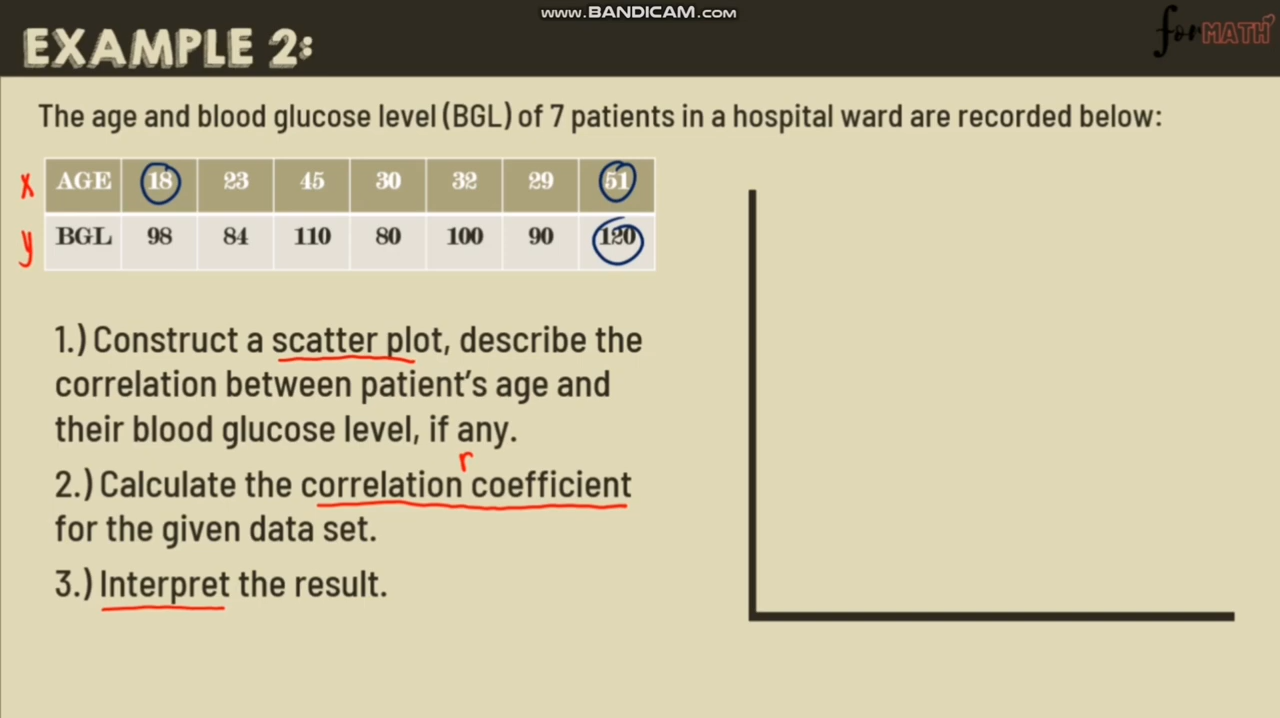 www.BANDICAM.com
EXAMPLE 2:
forMATH
The age and blood glucose level (BGL) of 7 patients in a hospital ward are recorded below:
x AGE 18 23 45 30 32 29 51
y BGL 98 84 110 80 100 90 120
1.) Construct a scatter plot, describe the
correlation between patient's age and
their blood glucose level, if any.
r
2.) Calculate the correlation coefficient
for the given data set.
3.) Interpret the result.